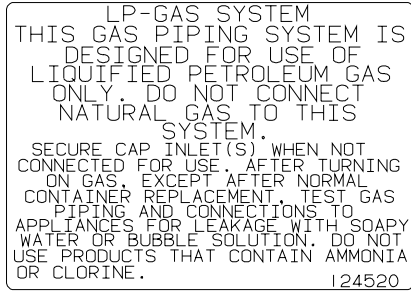 LP-GAS SYSTEM
THIS GAS PIPING SYSTEM IS
DESIGNED FOR USE OF
LIQUIFIED PETROLEUM GAS
ONLY. DO NOT CONNECT
NATURAL GAS TO THIS
SYSTEM.
SECURE CAP INLET(S) WHEN NOT
CONNECTED FOR USE. AFTER TURNING
ON GAS, EXCEPT AFTER NORMAL
CONTAINER REPLACEMENT, TEST GAS
PIPING AND CONNECTIONS TO
APPLIANCES FOR LEAKAGE WITH SOAPY
WATER OR BUBBLE SOLUTION. DO NOT
USE PRODUCTS THAT CONTAIN AMMONIA
OR CLORINE.
124520